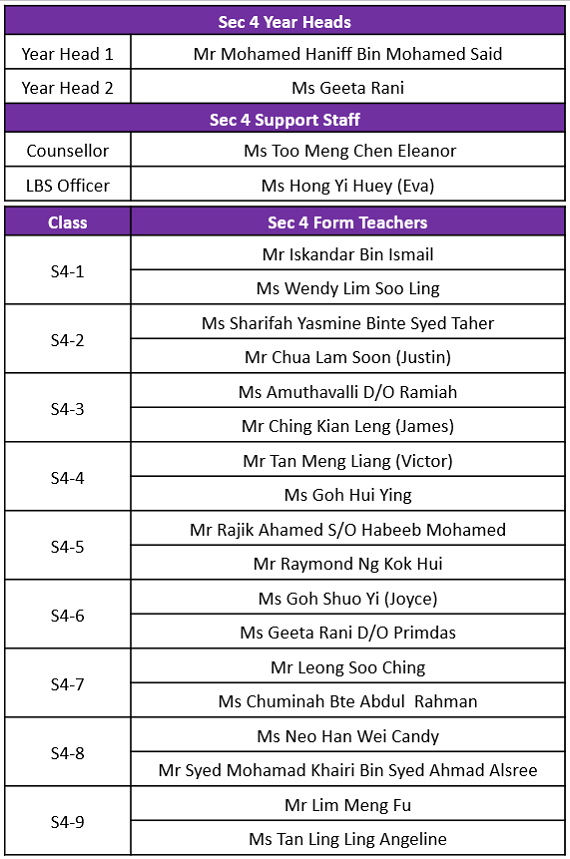 Sec 4 Year Heads
Year Head 1 Mr Mohamed Haniff Bin Mohamed Said
Year Head 2 Ms Geeta Rani
Sec 4 Support Staff
Counsellor Ms Too Meng Chen Eleanor
LBS Officer Ms Hong Yi Huey (Eva)
Class Sec 4 Form Teachers
S4-1
Mr Iskandar Bin Ismail
Ms Wendy Lim Soo Ling
S4-2
Ms Sharifah Yasmine Binte Syed Taher
Mr Chua Lam Soon (Justin)
S4-3
Ms Amuthavalli D/O Ramiah
Mr Ching Kian Leng (James)
S4-4
Mr Tan Meng Liang (Victor)
Ms Goh Hui Ying
S4-5
Mr Rajik Ahamed S/O Habeeb Mohamed
Mr Raymond Ng Kok Hui
S4-6
Ms Goh Shuo Yi (Joyce)
Ms Geeta Rani D/O Primdas
S4-7
Mr Leong Soo Ching
Ms Chuminah Bte Abdul  Rahman
S4-8
Ms Neo Han Wei Candy
Mr Syed Mohamad Khairi Bin Syed Ahmad Alsree
S4-9
Mr Lim Meng Fu
Ms Tan Ling Ling Angeline